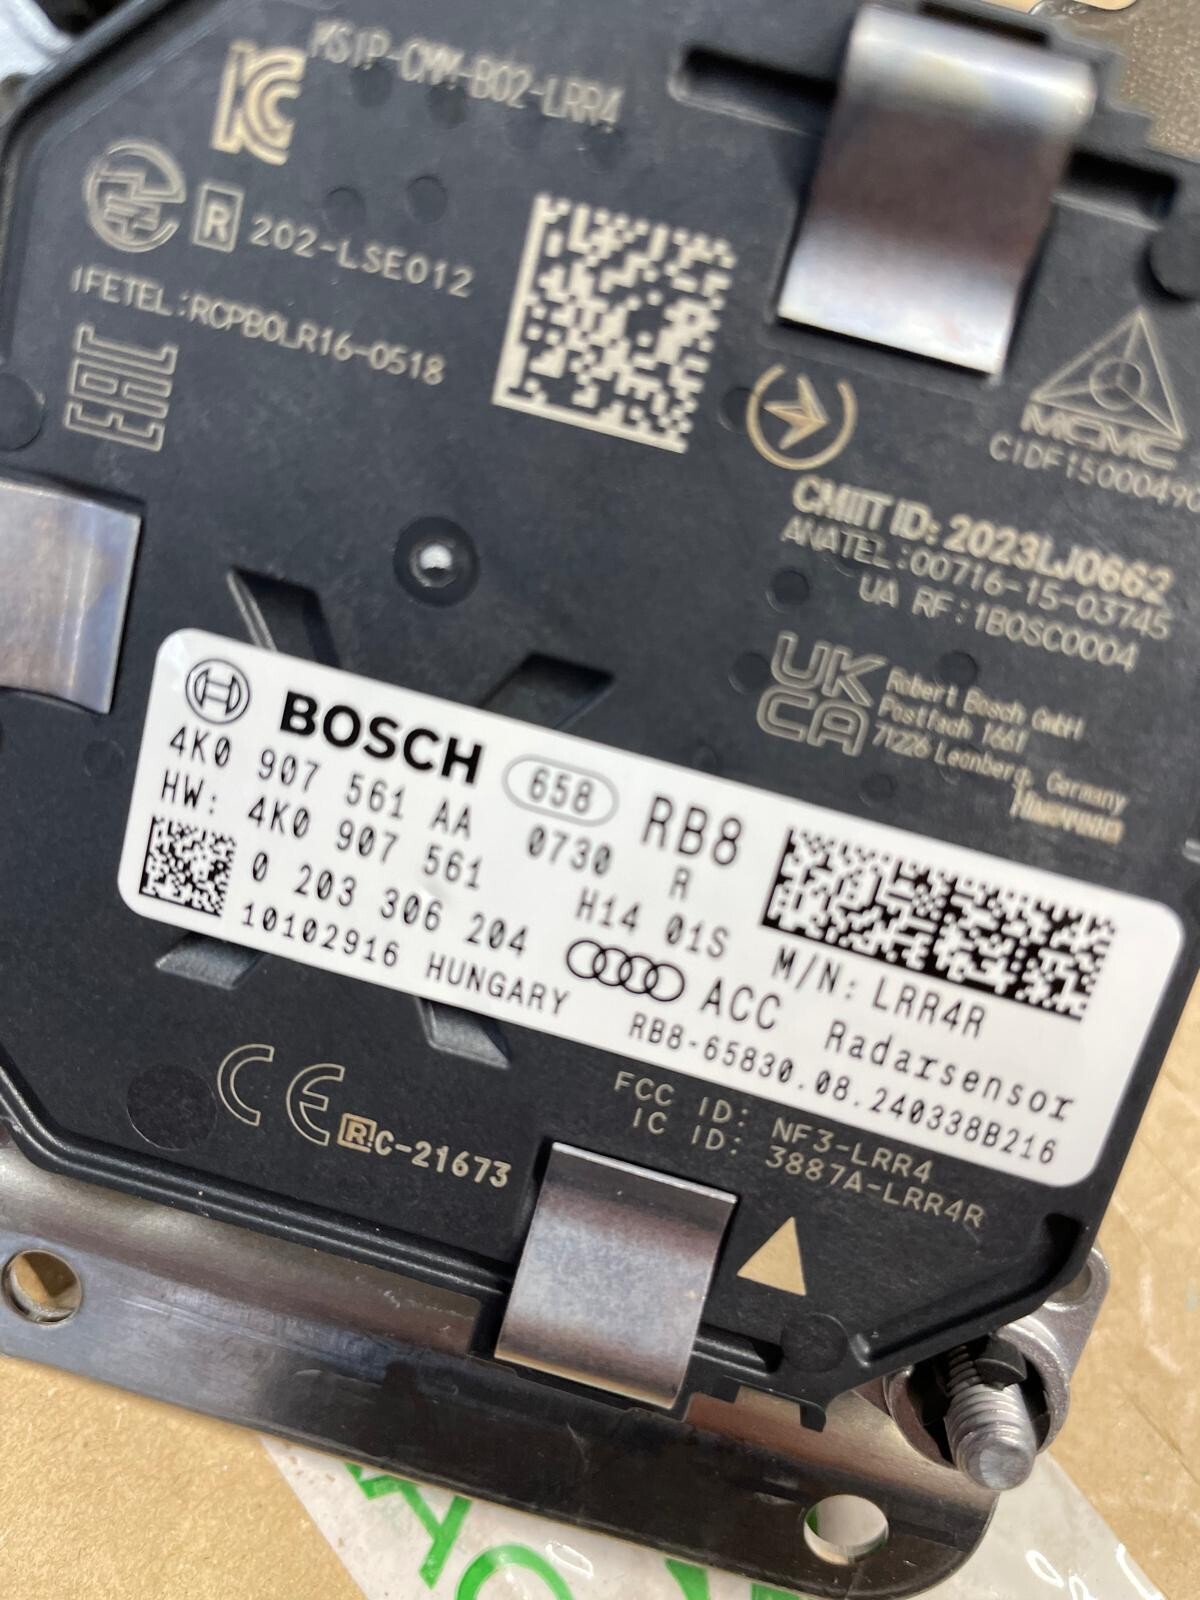 MSIP-CMM-B02-LRR4
R 202-LSE012
IFETEL:RCPBOLR16-0518
EAC
MCMC
CIDF1500049
CMIIT ID: 2023LJ0662
ANATEL:00716-15-03745
UA RF:1BOSC0004
UK
CA
Robert Bosch GmbH
Postfach 1661
71226 Leonberg, Germany
BOSCH 658 RB8
4K0 907 561 AA 0730 R
HW: 4K0 907 561 H14 01S M/N: LRR4R
0 203 306 204 ACC Radarsensor
10102916 HUNGARY RB8-65830.08.240338B216
CE R!C-21673
FCC ID: NF3-LRR4
IC ID: 3887A-LRR4R